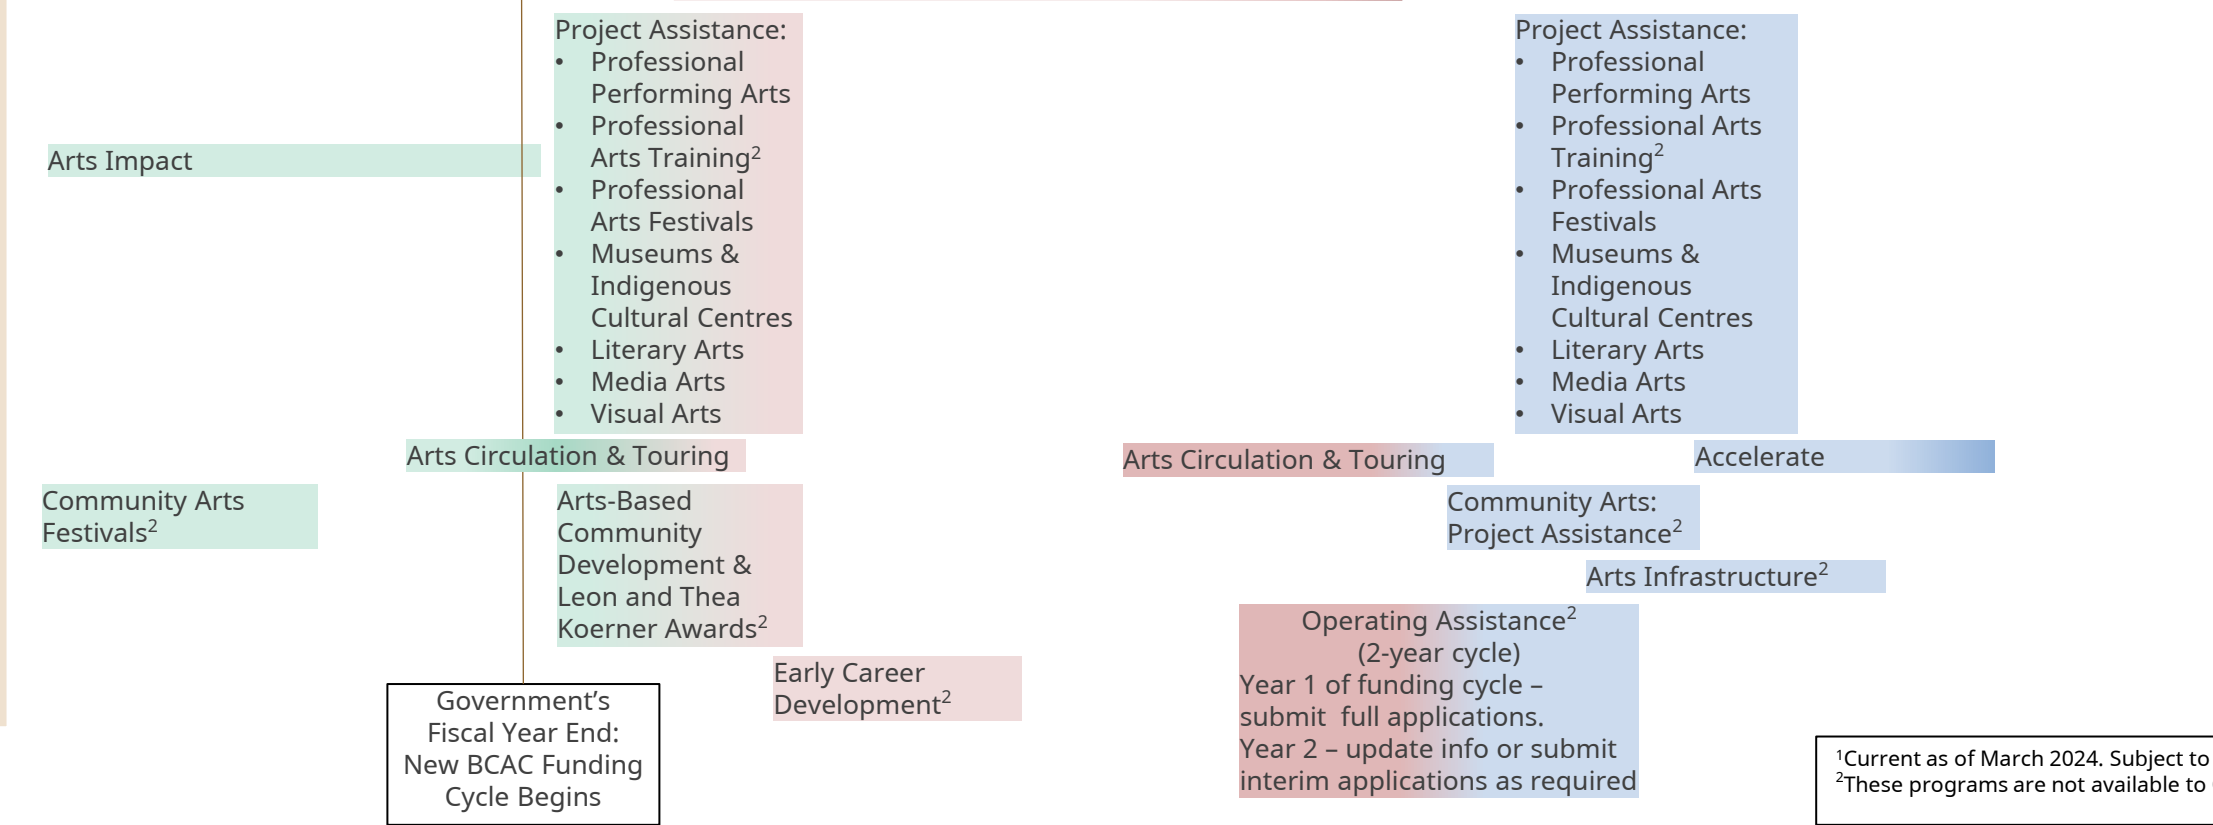 Project Assistance:
• Professional
Performing Arts
• Professional
Arts Training²
• Professional
Arts Festivals
• Museums &
Indigenous
Cultural Centres
• Literary Arts
• Media Arts
• Visual Arts
Project Assistance:
• Professional
Performing Arts
• Professional Arts
Training²
• Professional Arts
Festivals
• Museums &
Indigenous
Cultural Centres
• Literary Arts
• Media Arts
• Visual Arts
Arts Impact
Arts Circulation & Touring
Arts Circulation & Touring
Accelerate
Community Arts
Festivals²
Arts-Based
Community
Development &
Leon and Thea
Koerner Awards²
Community Arts:
Project Assistance²
Arts Infrastructure²
Operating Assistance²
(2-year cycle)
Year 1 of funding cycle –
submit full applications.
Year 2 – update info or submit
interim applications as required
Early Career
Development²
Government’s
Fiscal Year End:
New BCAC Funding
Cycle Begins
¹Current as of March 2024. Subject to
²These programs are not available to